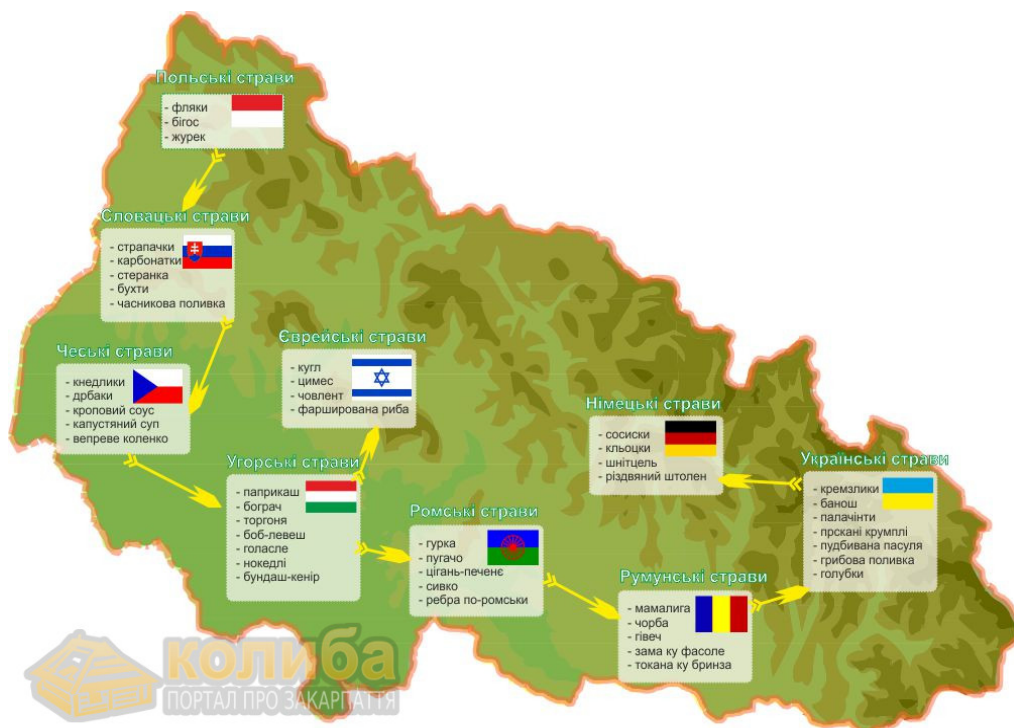 Польські страви
- фляки
- бігос
- журек
Словацькі страви
- страпачки
- карбонатки
- стеранка
- бухти
- часникова поливка
Чеські страви
- кнедлики
- дрбаки
- кроповий соус
- капустяний суп
- вепреве коленко
Єврейські страви
- кугл
- цимес
- човлент
- фарширована риба
Угорські страви
- паприкаш
- бограч
- торгоня
- боб-левеш
- голасле
- нокедлі
- бундаш-кенір
Ромські страви
- гурка
- пугачо
- цігань-печенє
- сивко
- ребра по-ромськи
Німецькі страви
- сосиски
- кльоцки
- шнітцель
- різдвяний штолен
Румунські страви
- мамалига
- чорба
- гівеч
- зама ку фасоле
- токана ку бринза
Українські страви
- кремзлики
- банош
- палачінти
- прскані крумплі
- пудбивана пасуля
- грибова поливка
- голубки
колиба
ПОРТАЛ ПРО ЗАКАРПАТТЯ